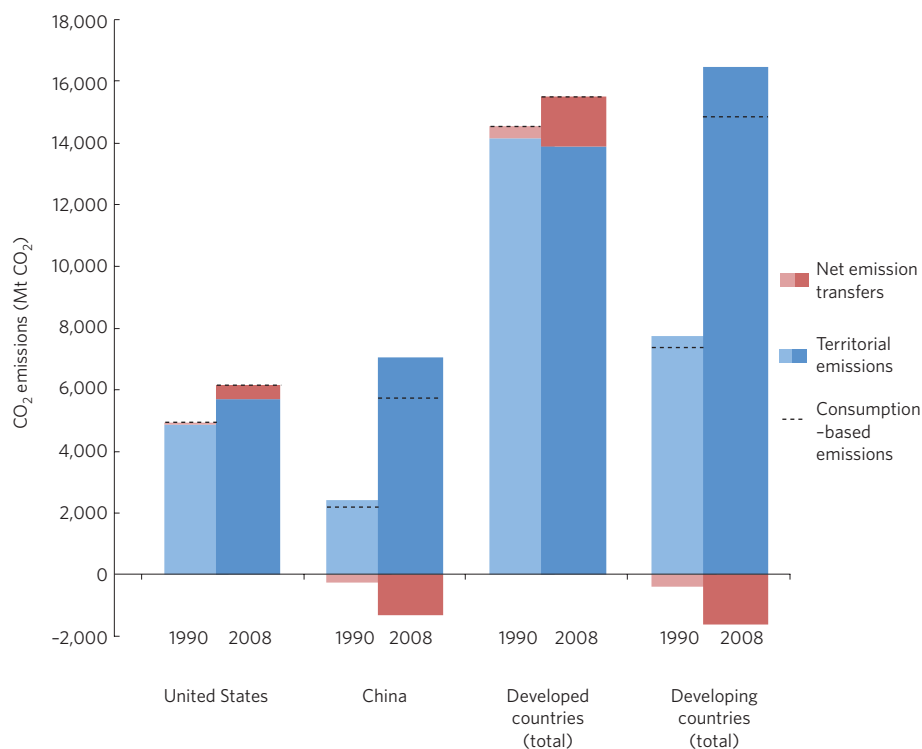 CO2 emissions (Mt CO2)
18,000
16,000
14,000
12,000
10,000
8,000
6,000
4,000
2,000
0
–2,000
1990 2008 1990 2008 1990 2008 1990 2008
United States
China
Developed
countries
(total)
Developing
countries
(total)
Net emission
transfers
Territorial
emissions
Consumption
–based
emissions